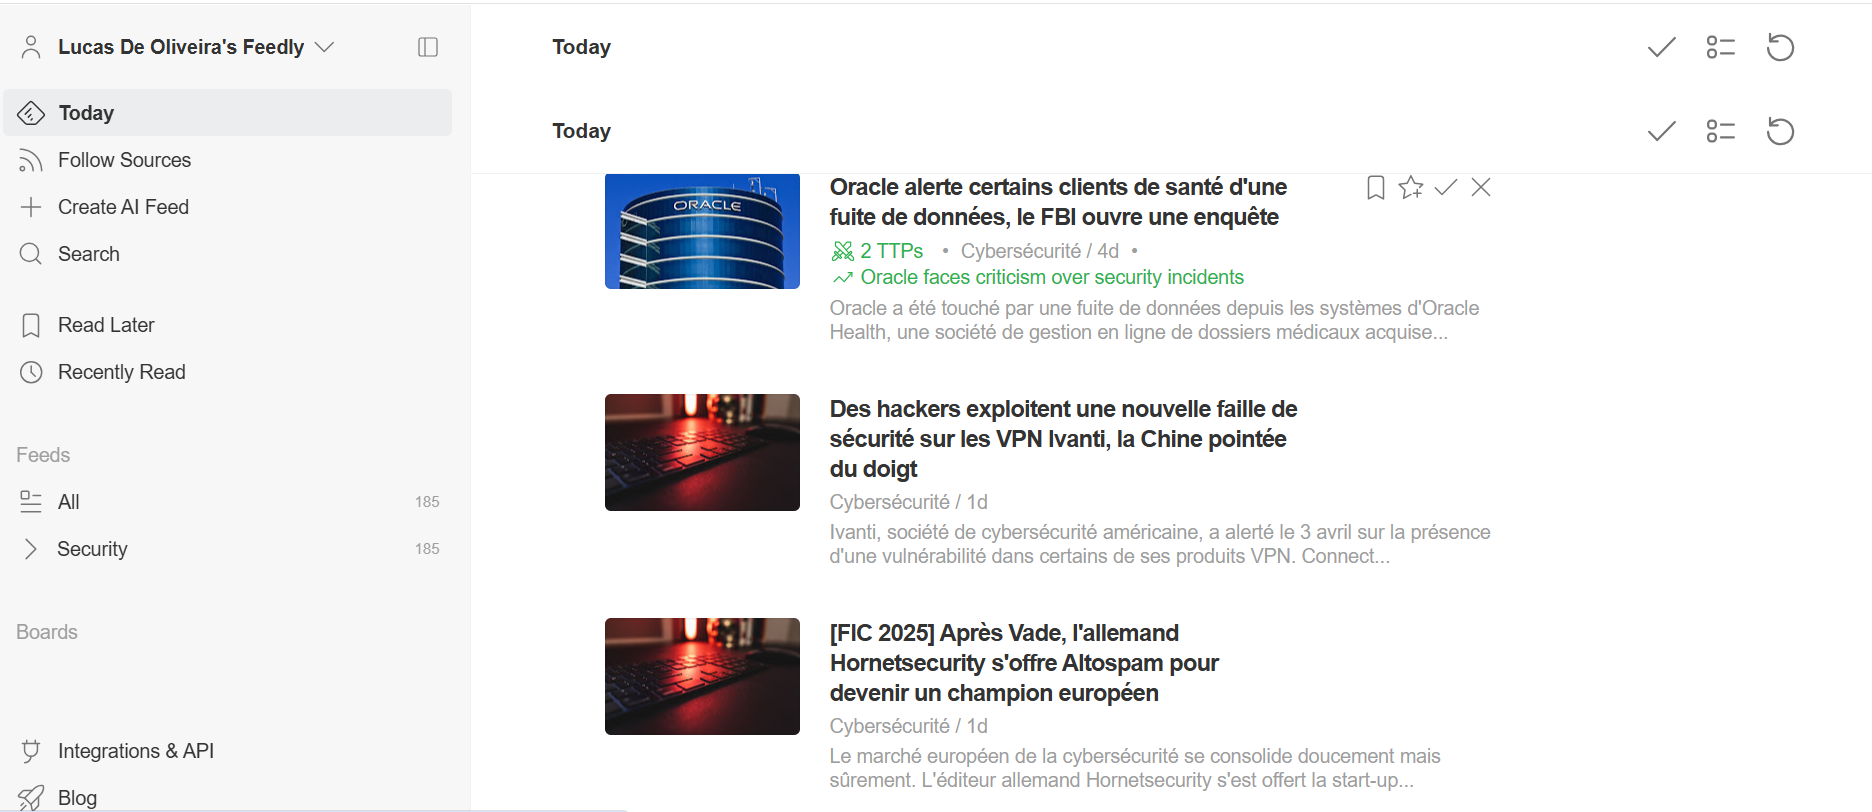 Lucas De Oliveira's Feedly
Today
Follow Sources
Create AI Feed
Search
Read Later
Recently Read
Feeds
All 185
Security 185
Boards
Integrations & API
Blog
Today
Today
ORACLE
Oracle alerte certains clients de santé d'une
fuite de données, le FBI ouvre une enquête
2 TTPs • Cybersécurité / 4d •
Oracle faces criticism over security incidents
Oracle a été touché par une fuite de données depuis les systèmes d'Oracle
Health, une société de gestion en ligne de dossiers médicaux acquise...
Des hackers exploitent une nouvelle faille de
sécurité sur les VPN Ivanti, la Chine pointée
du doigt
Cybersécurité / 1d
Ivanti, société de cybersécurité américaine, a alerté le 3 avril sur la présence
d'une vulnérabilité dans certains de ses produits VPN. Connect...
[FIC 2025] Après Vade, l'allemand
Hornetsecurity s'offre Altospam pour
devenir un champion européen
Cybersécurité / 1d
Le marché européen de la cybersécurité se consolide doucement mais
sûrement. L'éditeur allemand Hornetsecurity s'est offert la start-up...